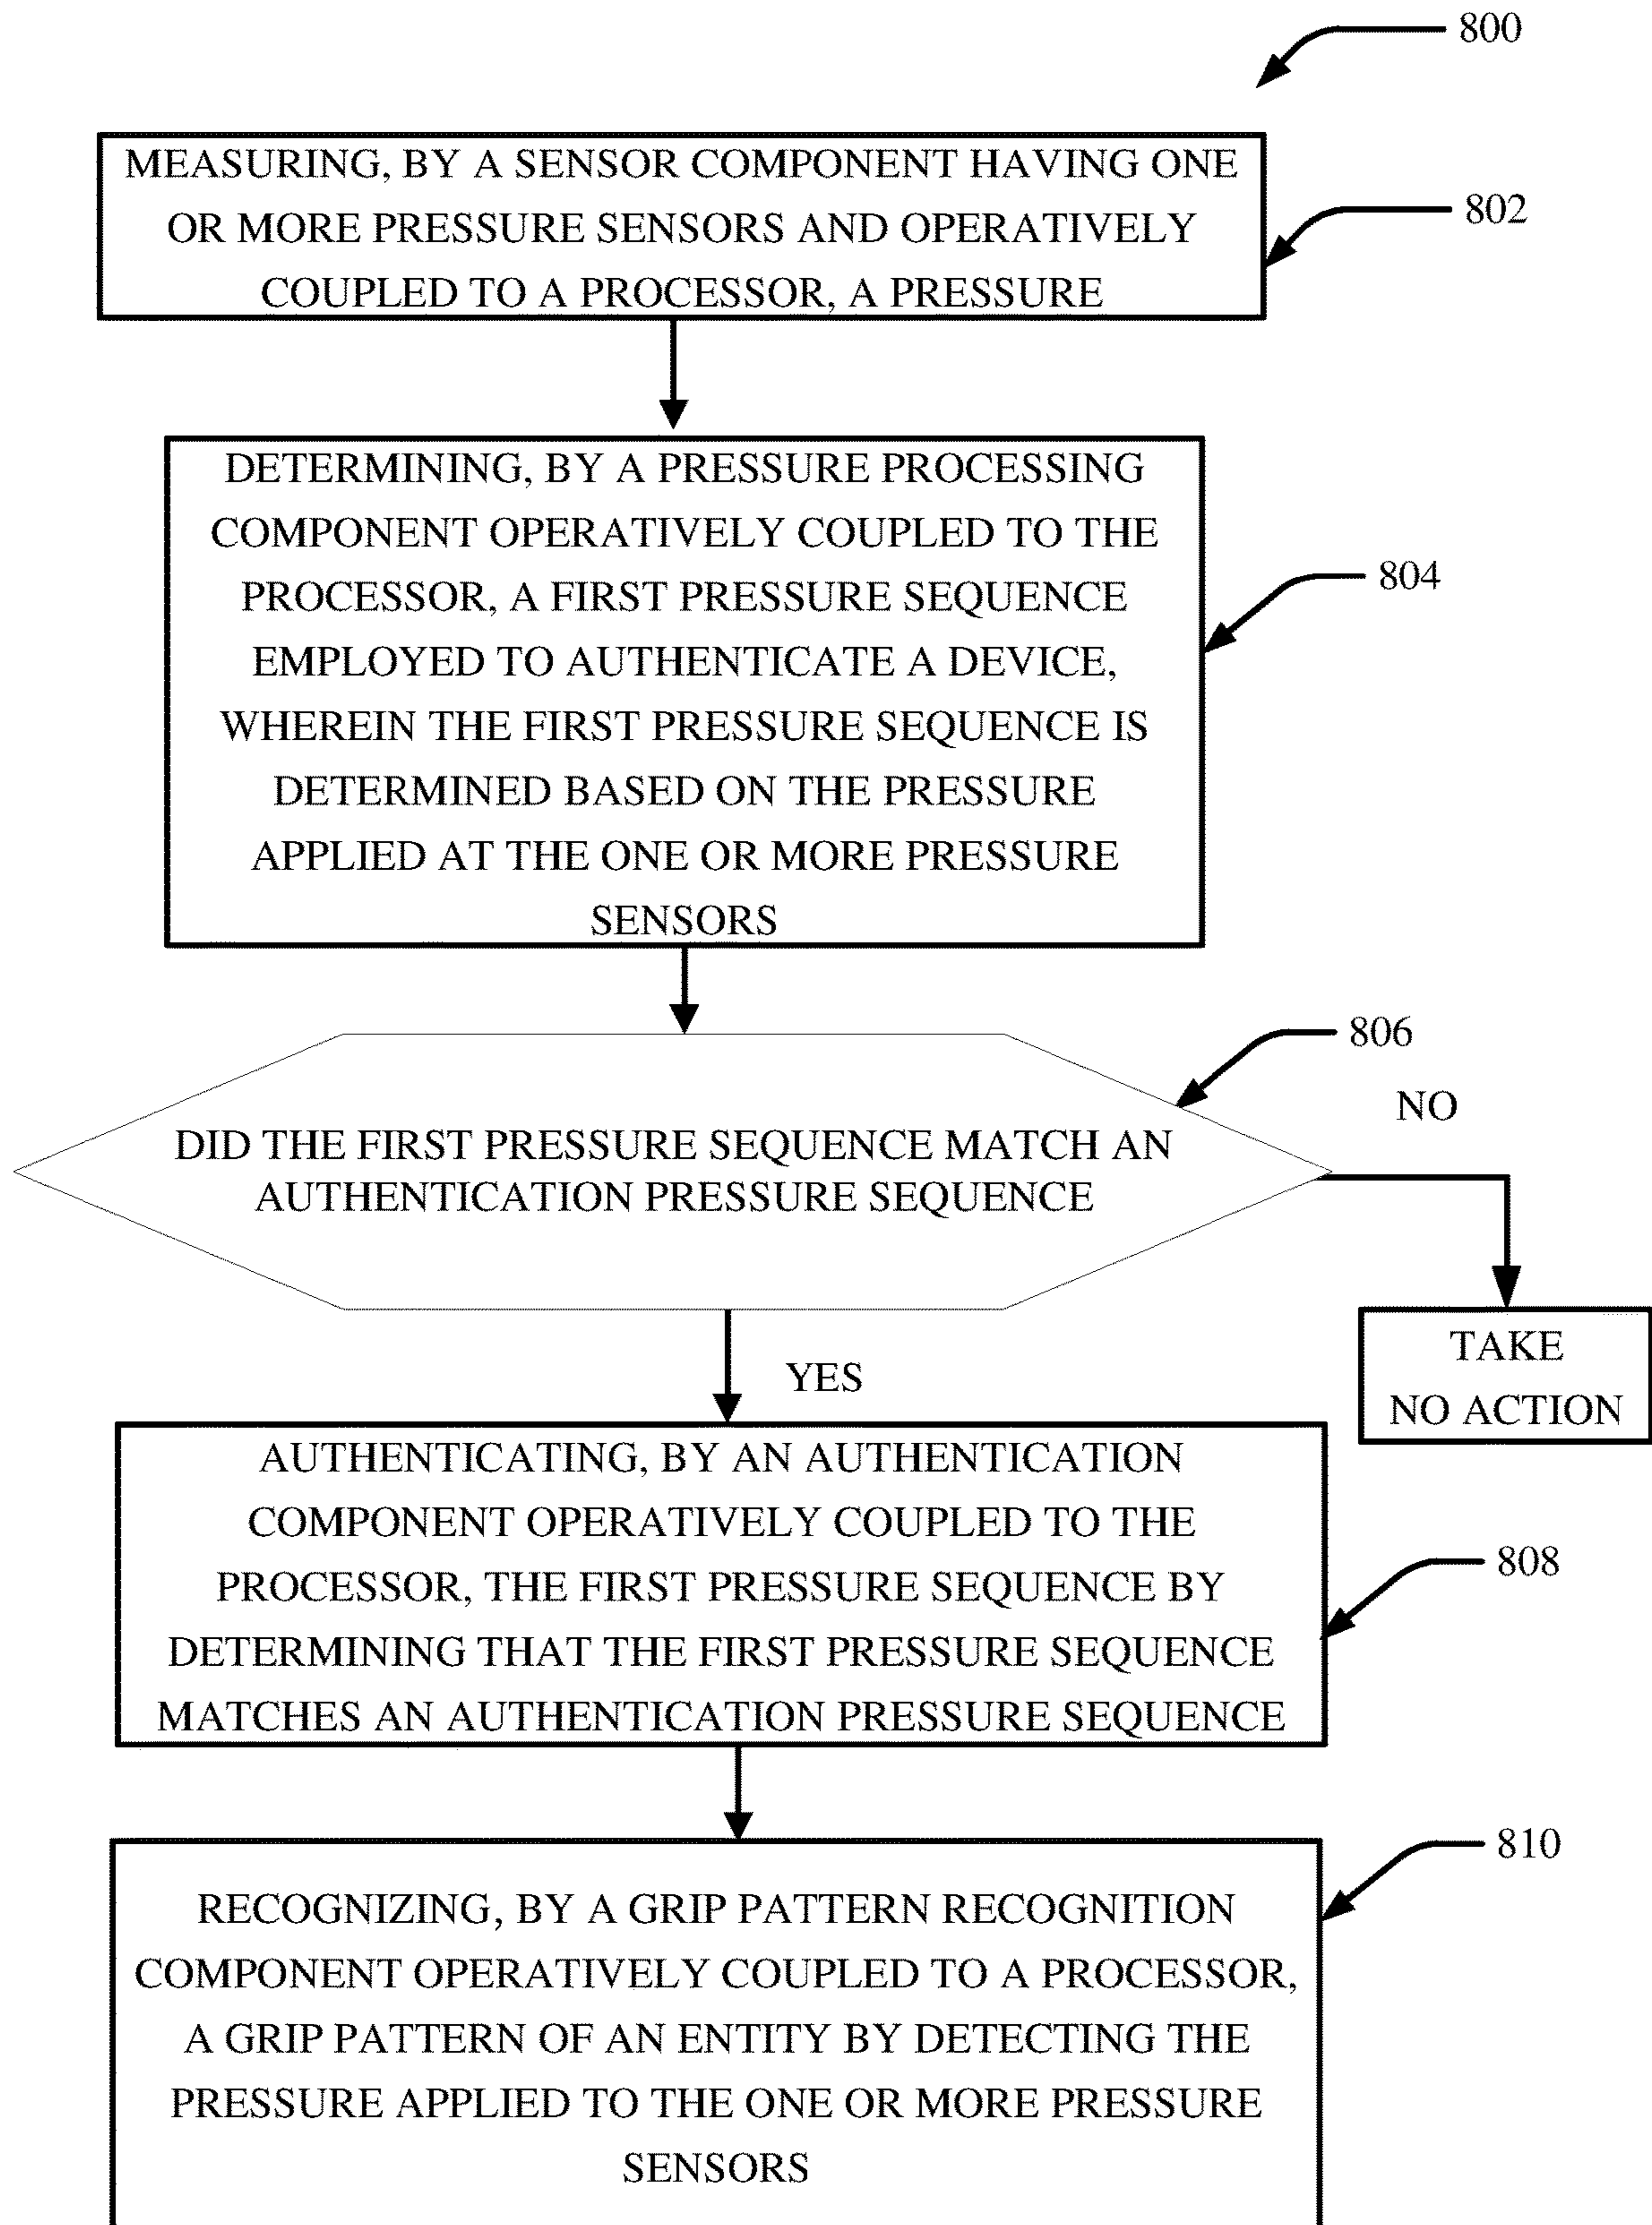 800
MEASURING, BY A SENSOR COMPONENT HAVING ONE
OR MORE PRESSURE SENSORS AND OPERATIVELY
COUPLED TO A PROCESSOR, A PRESSURE
802
DETERMINING, BY A PRESSURE PROCESSING
COMPONENT OPERATIVELY COUPLED TO THE
PROCESSOR, A FIRST PRESSURE SEQUENCE
EMPLOYED TO AUTHENTICATE A DEVICE,
WHEREIN THE FIRST PRESSURE SEQUENCE IS
DETERMINED BASED ON THE PRESSURE
APPLIED AT THE ONE OR MORE PRESSURE
SENSORS
804
806
DID THE FIRST PRESSURE SEQUENCE MATCH AN
AUTHENTICATION PRESSURE SEQUENCE
NO
TAKE
NO ACTION
YES
AUTHENTICATING, BY AN AUTHENTICATION
COMPONENT OPERATIVELY COUPLED TO THE
PROCESSOR, THE FIRST PRESSURE SEQUENCE BY
DETERMINING THAT THE FIRST PRESSURE SEQUENCE
MATCHES AN AUTHENTICATION PRESSURE SEQUENCE
808
RECOGNIZING, BY A GRIP PATTERN RECOGNITION
COMPONENT OPERATIVELY COUPLED TO A PROCESSOR,
A GRIP PATTERN OF AN ENTITY BY DETECTING THE
PRESSURE APPLIED TO THE ONE OR MORE PRESSURE
SENSORS
810